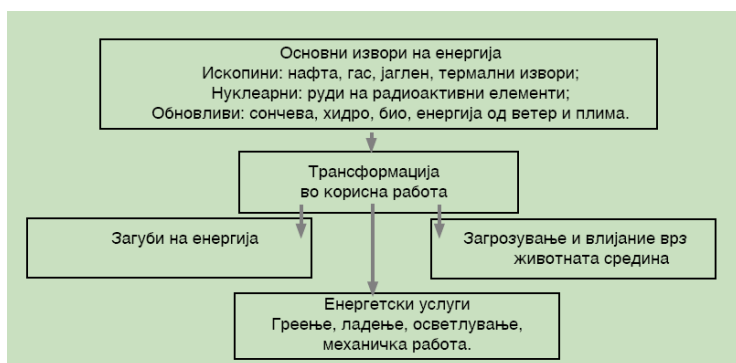 Основни извори на енергија
Ископини: нафта, гас, јаглен, термални извори;
Нуклеарни: руди на радиоактивни елементи;
Обновливи: сончева, хидро, био, енергија од ветер и плима.
Трансформација
во корисна работа
Загуби на енергија
Загрозување и влијание врз
животната средина
Енергетски услуги
Греење, ладење, осветлување,
механичка работа.